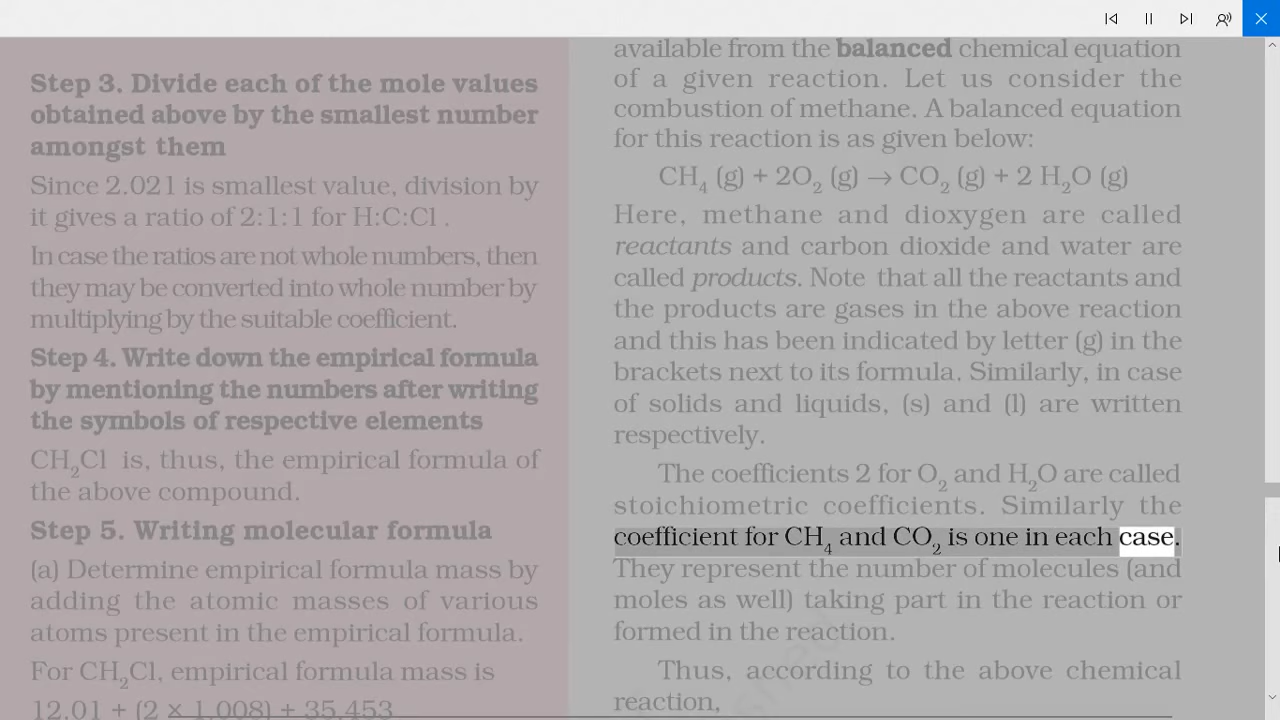 Step 3. Divide each of the mole values
obtained above by the smallest number
amongst them
Since 2.021 is smallest value, division by
it gives a ratio of 2:1:1 for H:C:Cl .
In case the ratios are not whole numbers, then
they may be converted into whole number by
multiplying by the suitable coefficient.
Step 4. Write down the empirical formula
by mentioning the numbers after writing
the symbols of respective elements
CH₂Cl is, thus, the empirical formula of
the above compound.
Step 5. Writing molecular formula
(a) Determine empirical formula mass by
adding the atomic masses of various
atoms present in the empirical formula.
For CH₂Cl, empirical formula mass is
12.01 + (2 × 1.008) + 35.453
available from the balanced chemical equation
of a given reaction. Let us consider the
combustion of methane. A balanced equation
for this reaction is as given below:
CH₄ (g) + 2O₂ (g) → CO₂ (g) + 2 H₂O (g)
Here, methane and dioxygen are called
reactants and carbon dioxide and water are
called products. Note that all the reactants and
the products are gases in the above reaction
and this has been indicated by letter (g) in the
brackets next to its formula. Similarly, in case
of solids and liquids, (s) and (l) are written
respectively.
The coefficients 2 for O₂ and H₂O are called
stoichiometric coefficients. Similarly the
coefficient for CH₄ and CO₂ is one in each case.
They represent the number of molecules (and
moles as well) taking part in the reaction or
formed in the reaction.
Thus, according to the above chemical
reaction,